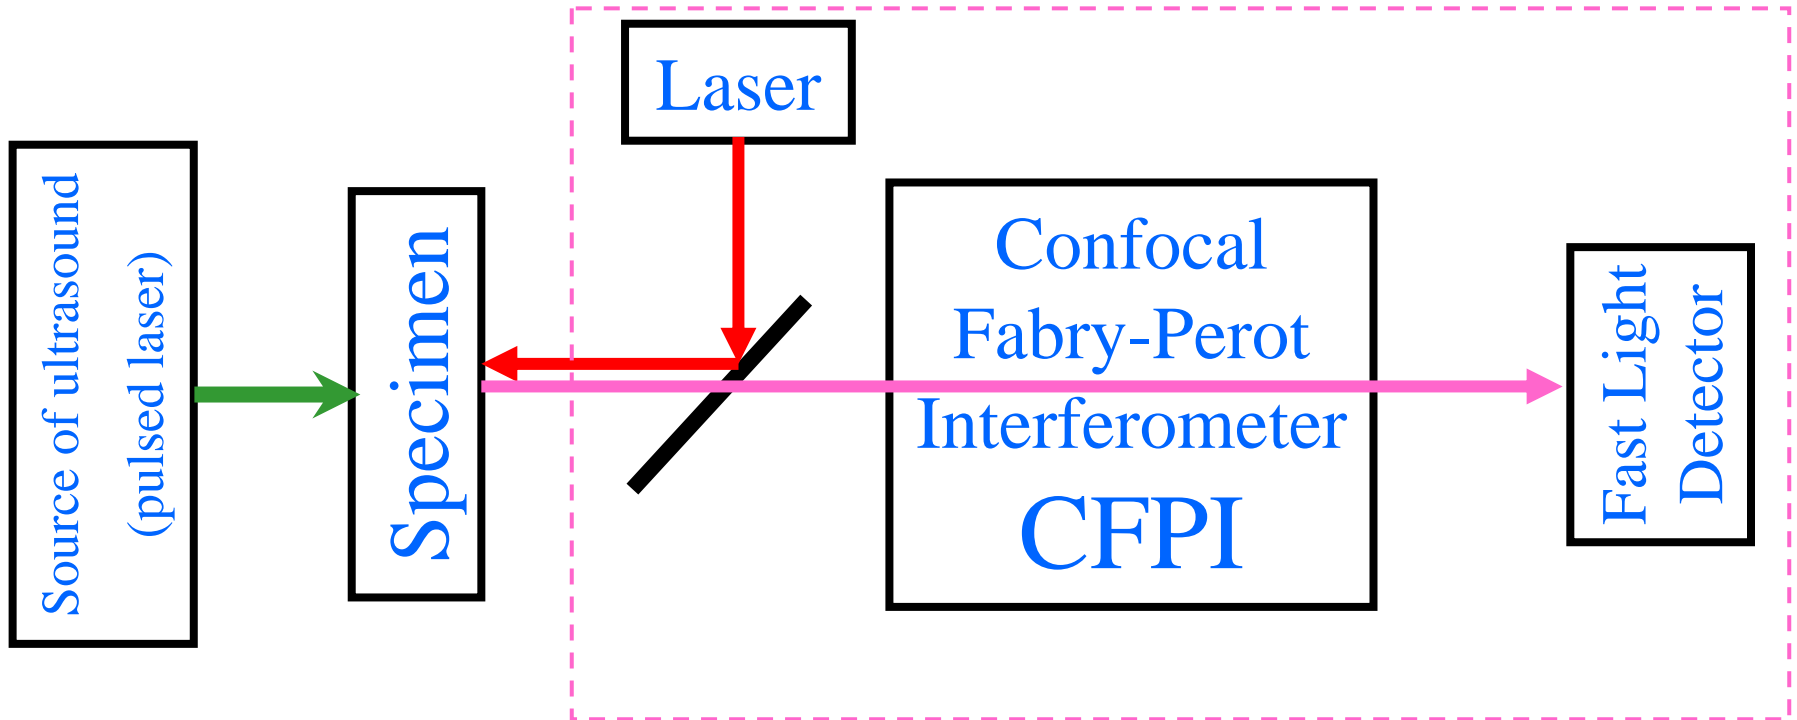 Laser
Source of ultrasound
(pulsed laser)
Specimen
Confocal
Fabry-Perot
Interferometer
CFPI
Fast Light
Detector